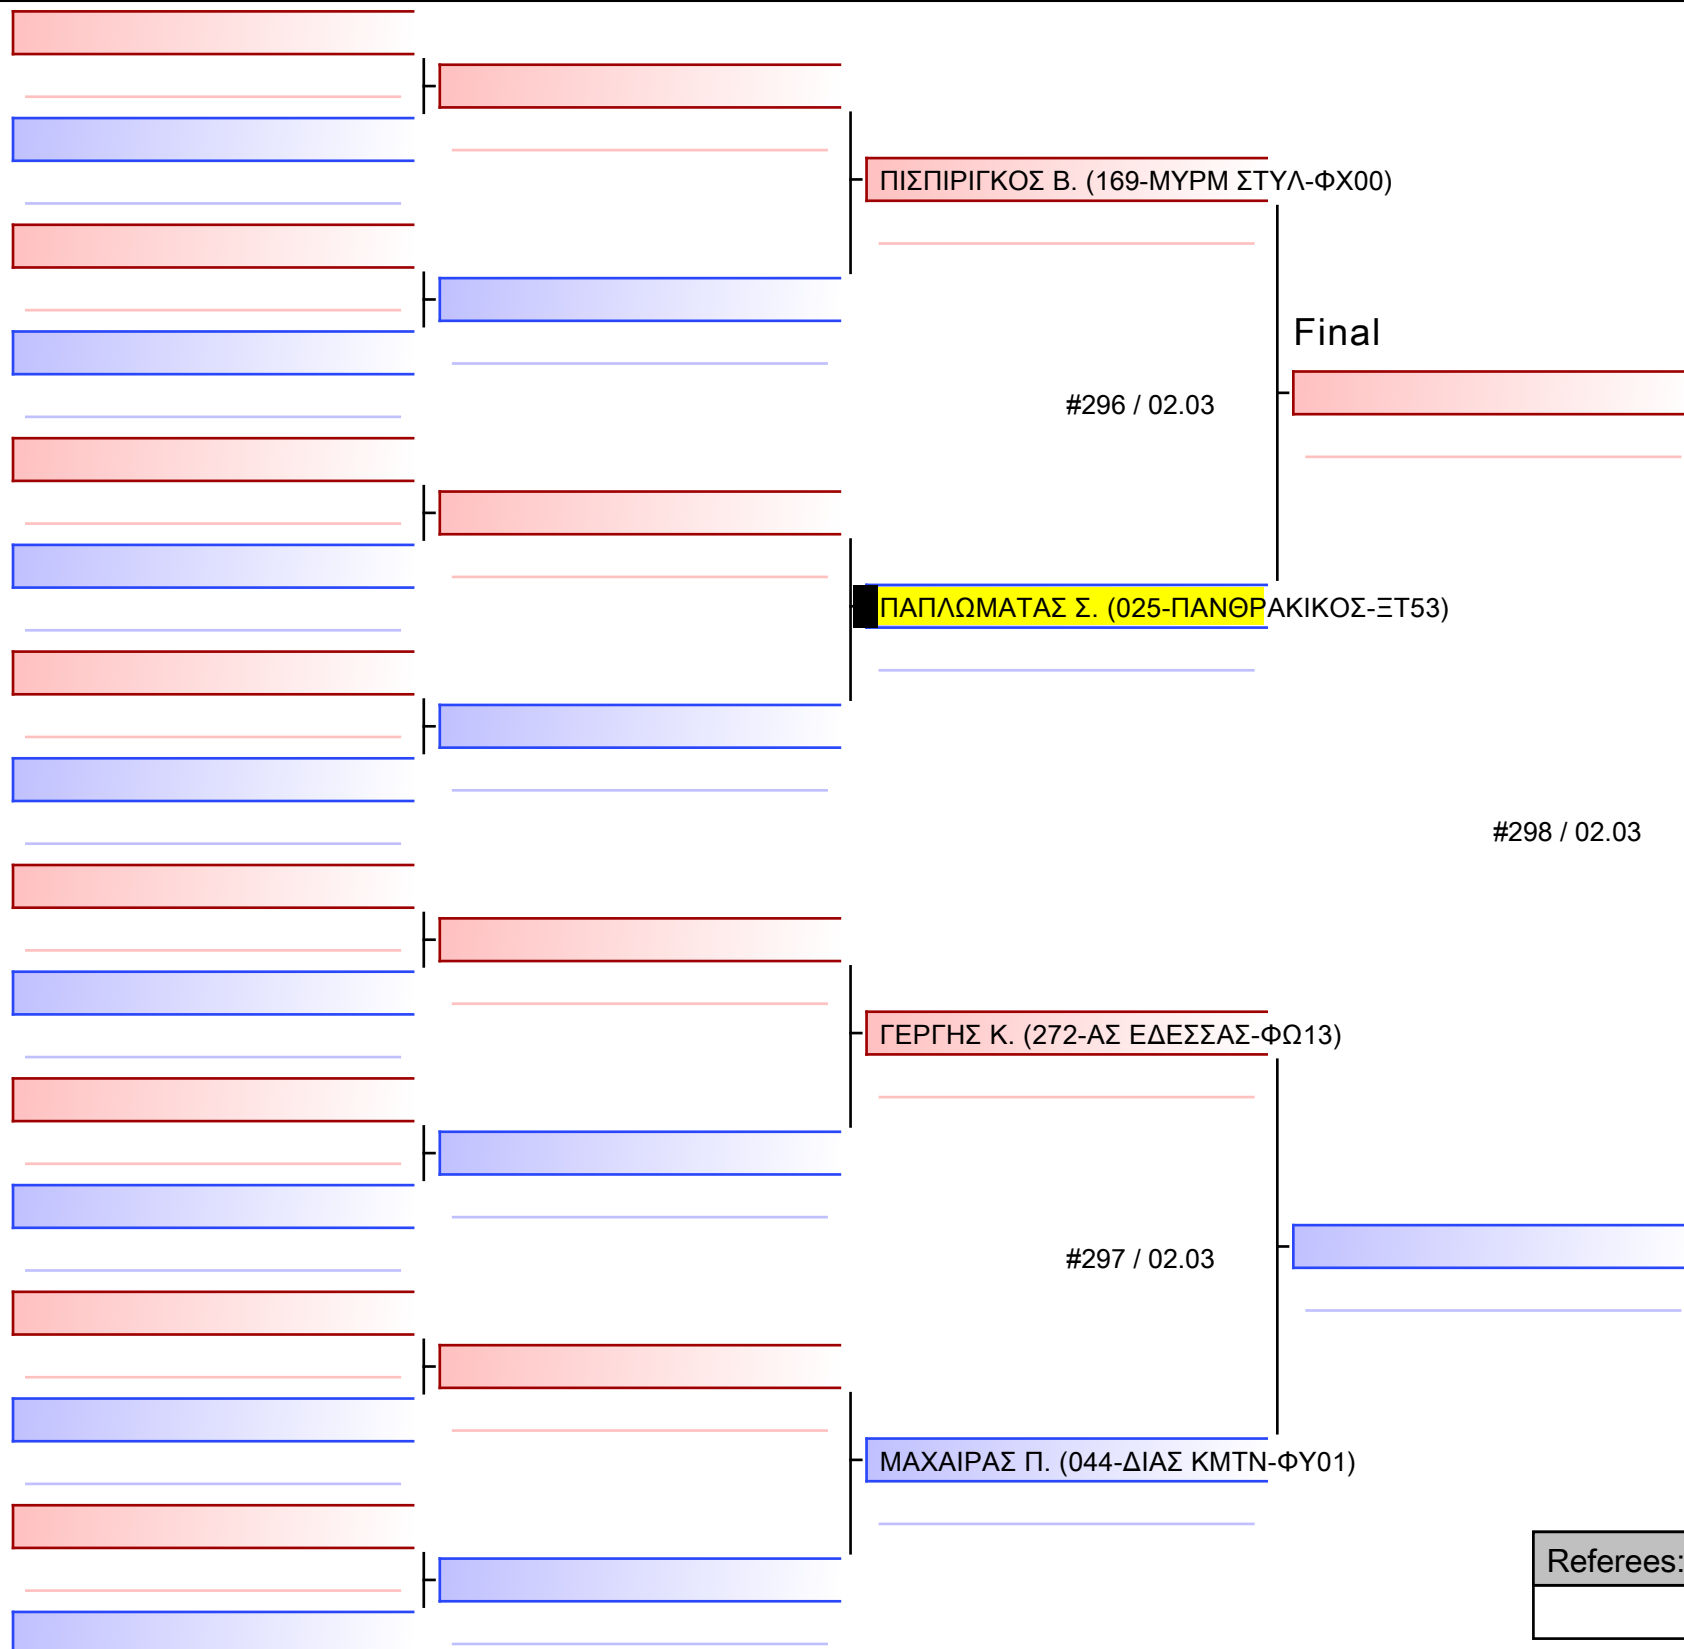 ΠΙΣΠΙΡΙΓΚΟΣ Β. (169-ΜΥΡΜ ΣΤΥΛ-ΦΧ00)
Final
#296 / 02.03
ΠΑΠΛΩΜΑΤΑΣ Σ. (025-ΠΑΝΘΡΑΚΙΚΟΣ-ΞΤ53)
#298 / 02.03
ΓΕΡΓΗΣ Κ. (272-ΑΣ ΕΔΕΣΣΑΣ-ΦΩ13)
#297 / 02.03
ΜΑΧΑΙΡΑΣ Π. (044-ΔΙΑΣ ΚΜΤΝ-ΦΥ01)
Referees: